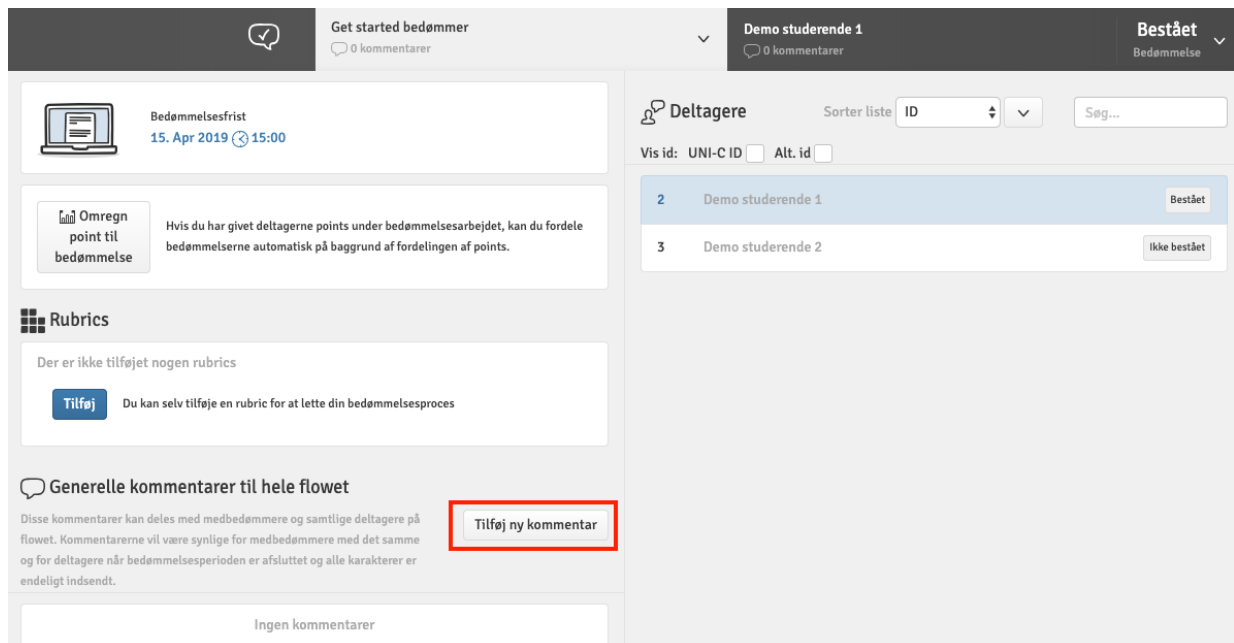 Get started bedømmer
0 kommentarer
Demo studerende 1
0 kommentarer
Bestået
Bedømmelse
Bedømmelsesfrist
15. Apr 2019 15:00
Omregn
point til
bedømmelse
Hvis du har givet deltagerne points under bedømmelsesarbejdet, kan du fordele
bedømmelserne automatisk på baggrund af fordelingen af points.
Rubrics
Der er ikke tilføjet nogen rubrics
Tilføj
Du kan selv tilføje en rubric for at lette din bedømmelsesproces
Generelle kommentarer til hele flowet
Disse kommentarer kan deles med medbedømmere og samtlige deltagere på
flowet. Kommentarerne vil være synlige for medbedømmere med det samme
og for deltagere når bedømmelsesperioden er afsluttet og alle karakterer er
endeligt indsendt.
Tilføj ny kommentar
Ingen kommentarer
Deltagere
Sorter liste ID
Søg...
Vis id: UNI-C ID Alt. id
2 Demo studerende 1 Bestået
3 Demo studerende 2 Ikke bestået